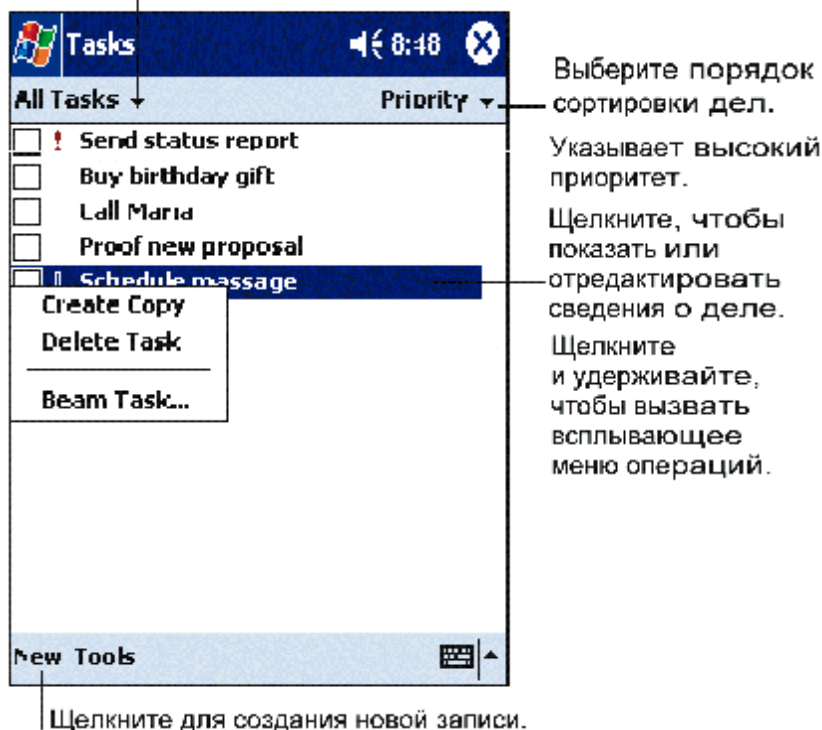 Tasks 8:48
All Tasks Priority
Выберите порядок
сортировки дел.
! Send status report
Указывает высокий
приоритет.
Buy birthday gift
Call Maria
Proof new proposal
Щелкните, чтобы
показать или
отредактировать
сведения о деле.
Schedule massage
Create Copy
Delete Task
Beam Task...
Щелкните
и удерживайте,
чтобы вызвать
всплывающее
меню операций.
New Tools
Щелкните для создания новой записи.